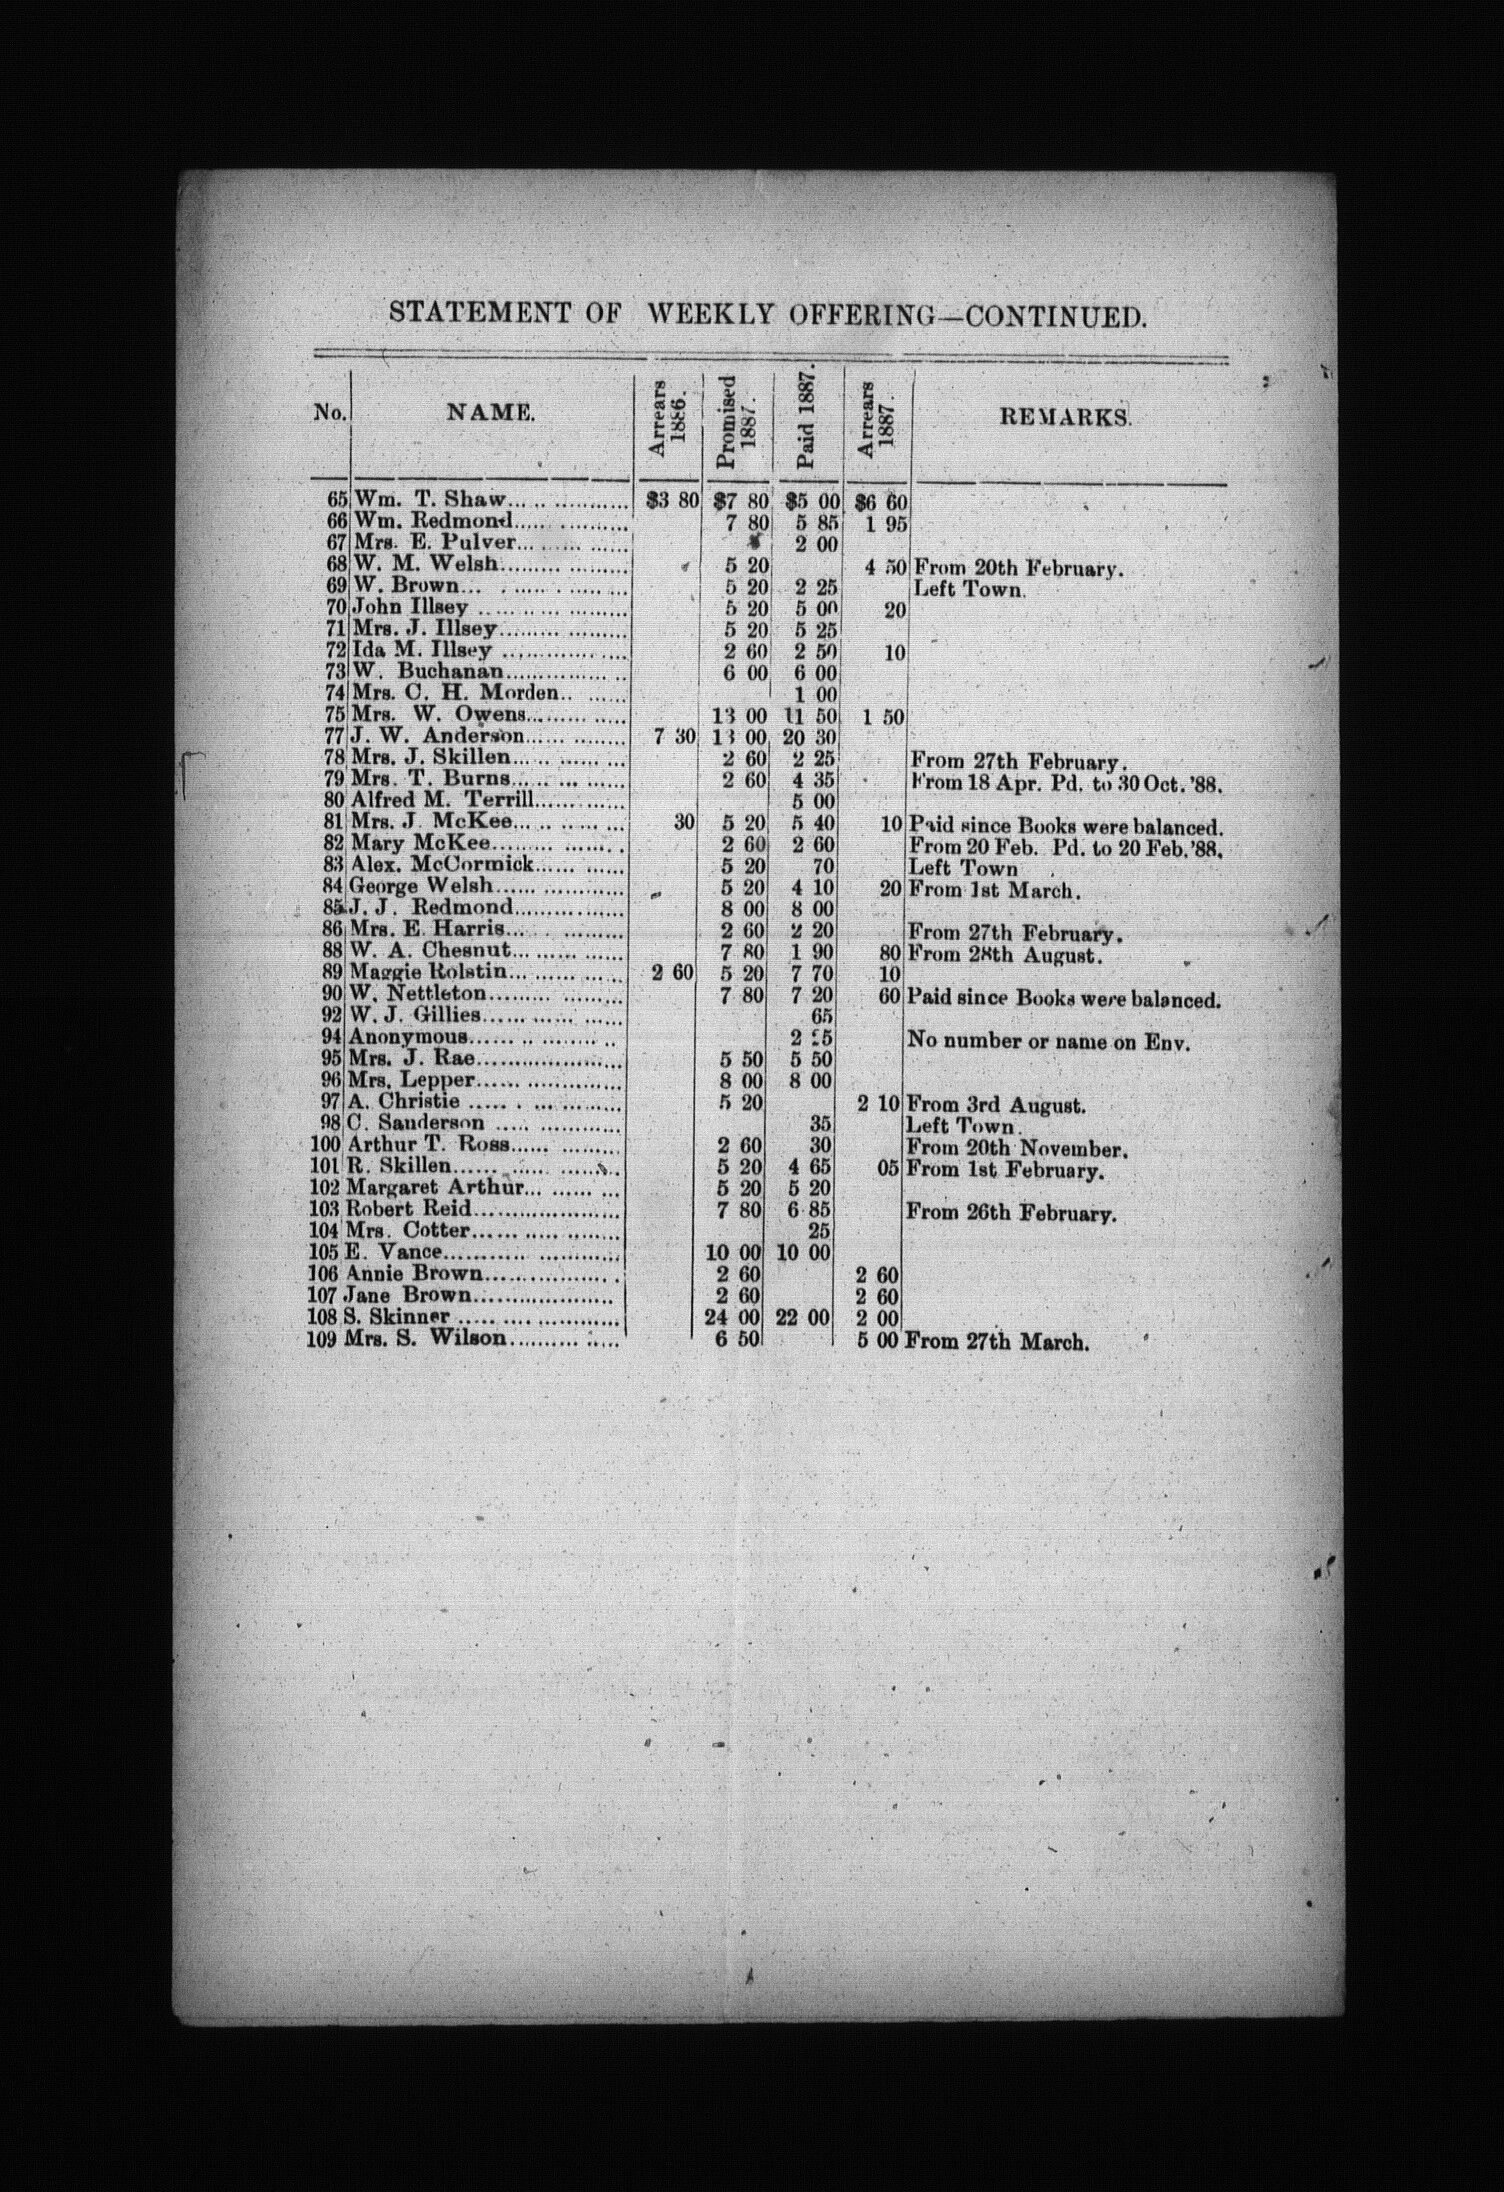 STATEMENT OF WEEKLY OFFERING—CONTINUED.
No. NAME. Arrears 1886. Promised 1887. Paid 1887. Arrears 1887. REMARKS.
65 Wm. T. Shaw $3 80 $7 80 $5 00 $6 60
66 Wm. Redmond 7 80 5 85 1 95
67 Mrs. E. Pulver 2 00
68 W. M. Welsh 5 20 4 50 From 20th February.
69 W. Brown 5 20 2 25 Left Town.
70 John Illsey 5 20 5 00 20
71 Mrs. J. Illsey 5 20 5 25
72 Ida M. Illsey 2 60 2 50 10
73 W. Buchanan 6 00 6 00
74 Mrs. C. H. Morden 1 00
75 Mrs. W. Owens 13 00 11 50 1 50
77 J. W. Anderson 7 30 13 00 20 30
78 Mrs. J. Skillen 2 60 2 25 From 27th February.
79 Mrs. T. Burns 2 60 4 35 From 18 Apr. Pd. to 30 Oct. '88.
80 Alfred M. Terrill 5 00
81 Mrs. J. McKee 30 5 20 5 40 10 Paid since Books were balanced.
82 Mary McKee 2 60 2 60 From 20 Feb. Pd. to 20 Feb. '88.
83 Alex. McCormick 5 20 70 Left Town
84 George Welsh 5 20 4 10 20 From 1st March.
85 J. J. Redmond 8 00 8 00
86 Mrs. E. Harris 2 60 2 20 From 27th February.
88 W. A. Chesnut 7 80 1 90 80 From 28th August.
89 Maggie Rolstin 2 60 5 20 7 70 10
90 W. Nettleton 7 80 7 20 60 Paid since Books were balanced.
92 W. J. Gillies 65
94 Anonymous 2 No number or name on Env.
95 Mrs. J. Rae 5 50 5 50
96 Mrs. Lepper 8 00 8 00
97 A. Christie 5 20 2 10 From 3rd August.
98 C. Sanderson 35 Left Town.
100 Arthur T. Ross 2 60 30 From 20th November.
101 R. Skillen 5 20 4 65 05 From 1st February.
102 Margaret Arthur 5 20 5 20
103 Robert Reid 7 80 6 85 From 26th February.
104 Mrs. Cotter 25
105 E. Vance 10 00 10 00
106 Annie Brown 2 60 2 60
107 Jane Brown 2 60 2 60
108 S. Skinner 24 00 22 00 2 00
109 Mrs. S. Wilson 6 50 5 00 From 27th March.